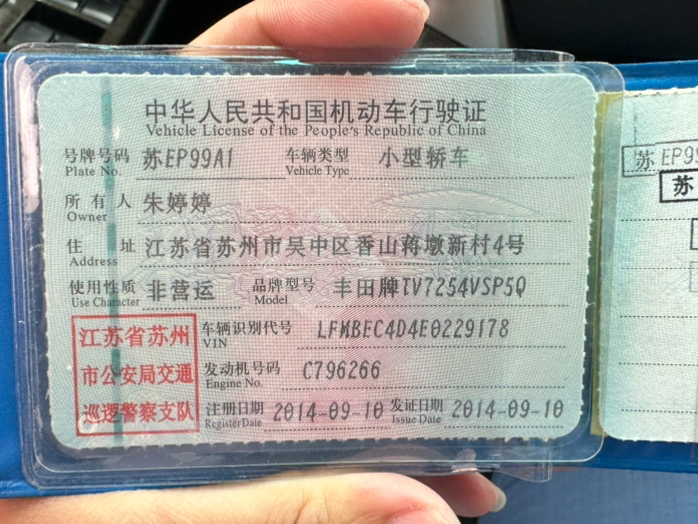 中华人民共和国机动车行驶证
Vehicle License of the People's Republic of China
号牌号码 苏EP99A1 车辆类型 小型轿车
Plate No. Vehicle Type
所有人 朱婷婷
Owner
住址 江苏省苏州市吴中区香山蒋墩新村4号
Address
使用性质 非营运 品牌型号 丰田牌TV7254VSP5Q
Use Character Model
江苏省苏州
市公安局交通
巡逻警察支队
车辆识别代号 LFMBEC4D4E0229178
VIN
发动机号码 C796266
Engine No.
注册日期 2014-09-10 发证日期 2014-09-10
Register Date Issue Date
苏EP99
苏